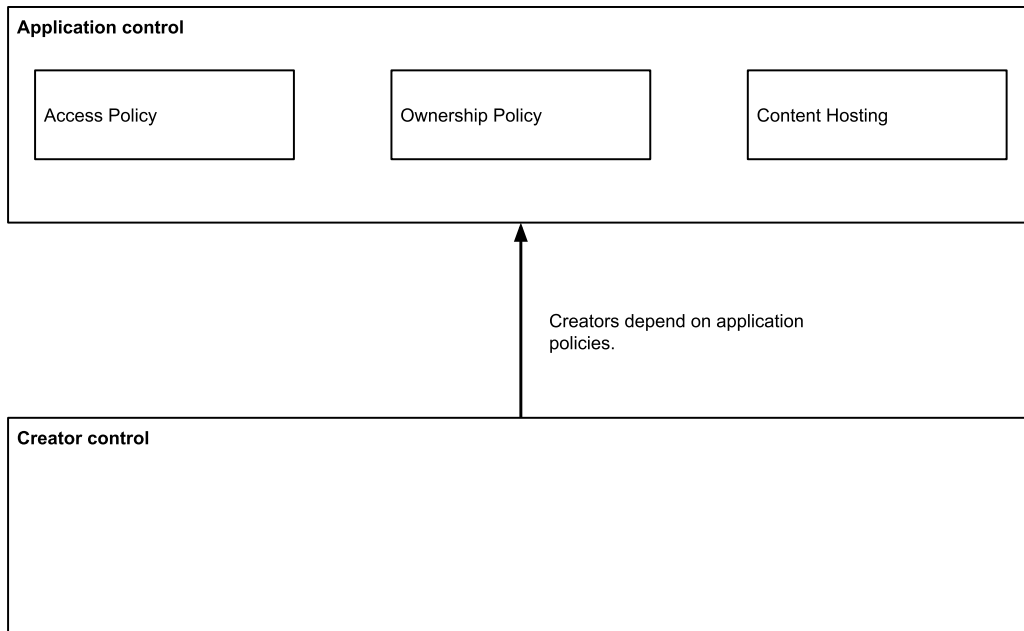 Application control
Access Policy
Ownership Policy
Content Hosting
Creators depend on application
policies.
Creator control